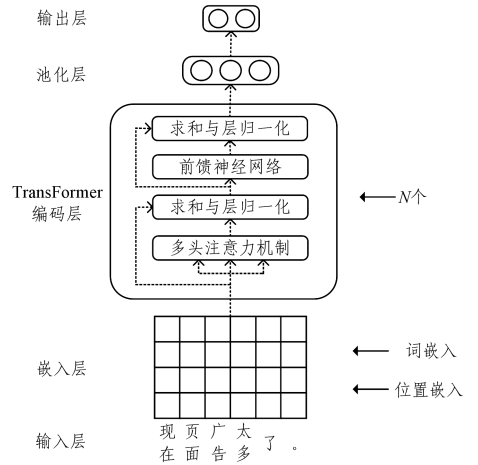 输出层
池化层
求和与层归一化
前馈神经网络
TransFormer
编码层
N个
求和与层归一化
多头注意力机制
词嵌入
嵌入层
位置嵌入
输入层
现在 页面 广告 太多 了 。